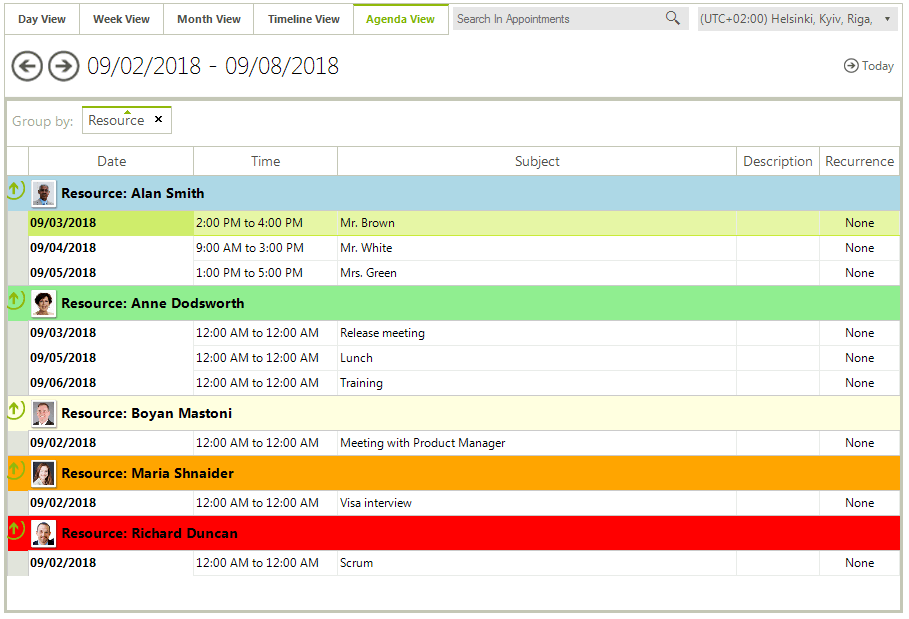 Day View Week View Month View Timeline View Agenda View Search In Appointments (UTC+02:00) Helsinki, Kyiv, Riga,
09/02/2018 - 09/08/2018 Today
Group by: Resource
Date Time Subject Description Recurrence
Resource: Alan Smith
09/03/2018 2:00 PM to 4:00 PM Mr. Brown None
09/04/2018 9:00 AM to 3:00 PM Mr. White None
09/05/2018 1:00 PM to 5:00 PM Mrs. Green None
Resource: Anne Dodsworth
09/03/2018 12:00 AM to 12:00 AM Release meeting None
09/05/2018 12:00 AM to 12:00 AM Lunch None
09/06/2018 12:00 AM to 12:00 AM Training None
Resource: Boyan Mastoni
09/02/2018 12:00 AM to 12:00 AM Meeting with Product Manager None
Resource: Maria Shnaider
09/02/2018 12:00 AM to 12:00 AM Visa interview None
Resource: Richard Duncan
09/02/2018 12:00 AM to 12:00 AM Scrum None